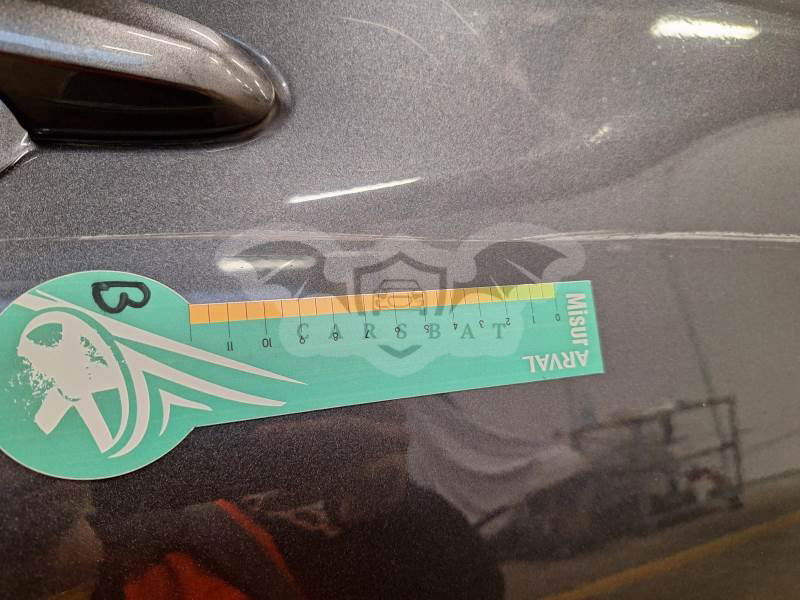 B
11 10 9 8 7 6 5 4 3 2 1 0
CARSBAT
Misur
ARVAL